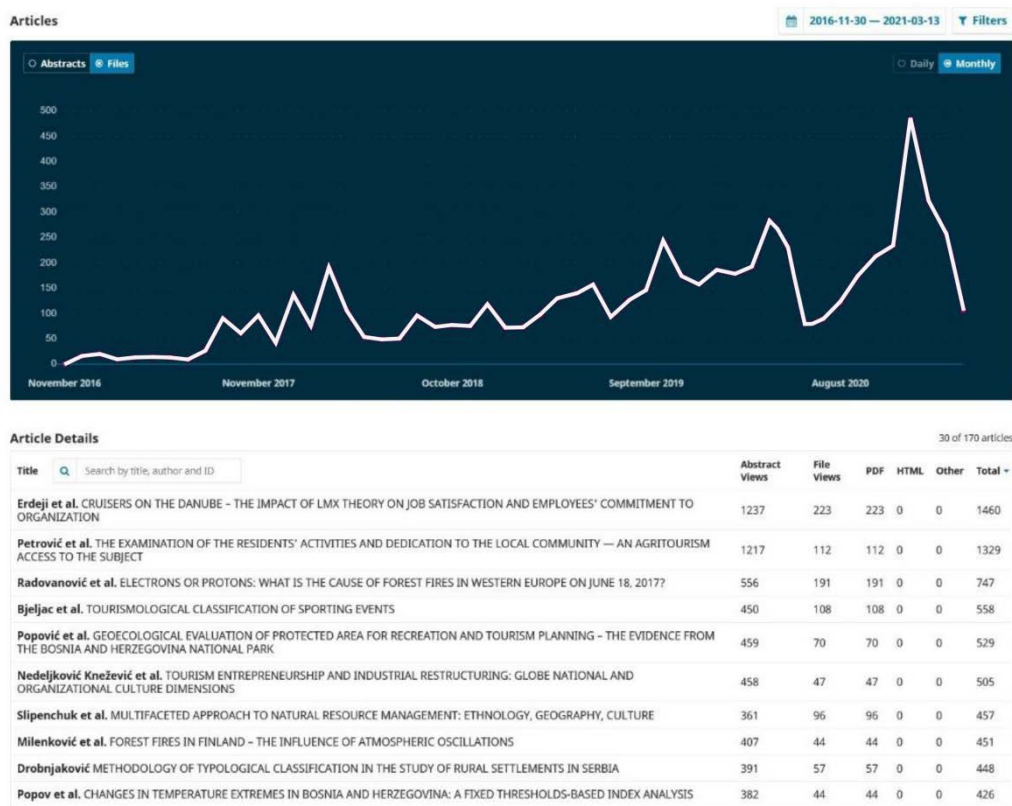 Articles
2016-11-30 — 2021-03-13
Filters
Abstracts
Files
Daily
Monthly
500
450
400
350
300
250
200
150
100
50
0
November 2016
November 2017
October 2018
September 2019
August 2020
Article Details
30 of 170 articles
Title
Search by title, author and ID
Abstract
Views
File
Views
PDF
HTML
Other
Total
Erdeji et al. CRUISERS ON THE DANUBE – THE IMPACT OF LMX THEORY ON JOB SATISFACTION AND EMPLOYEES' COMMITMENT TO
ORGANIZATION
1237 223 223 0 0 1460
Petrović et al. THE EXAMINATION OF THE RESIDENTS' ACTIVITIES AND DEDICATION TO THE LOCAL COMMUNITY — AN AGRITOURISM
ACCESS TO THE SUBJECT
1217 112 112 0 0 1329
Radovanović et al. ELECTRONS OR PROTONS: WHAT IS THE CAUSE OF FOREST FIRES IN WESTERN EUROPE ON JUNE 18, 2017? 556 191 191 0 0 747
Bjeljac et al. TOURISMOLOGICAL CLASSIFICATION OF SPORTING EVENTS 450 108 108 0 0 558
Popović et al. GEOECOLOGICAL EVALUATION OF PROTECTED AREA FOR RECREATION AND TOURISM PLANNING – THE EVIDENCE FROM
THE BOSNIA AND HERZEGOVINA NATIONAL PARK
459 70 70 0 0 529
Nedeljković Knežević et al. TOURISM ENTREPRENEURSHIP AND INDUSTRIAL RESTRUCTURING: GLOBE NATIONAL AND
ORGANIZATIONAL CULTURE DIMENSIONS
458 47 47 0 0 505
Slipenchuk et al. MULTIFACETED APPROACH TO NATURAL RESOURCE MANAGEMENT: ETHNOLOGY, GEOGRAPHY, CULTURE 361 96 96 0 0 457
Milenković et al. FOREST FIRES IN FINLAND – THE INFLUENCE OF ATMOSPHERIC OSCILLATIONS 407 44 44 0 0 451
Drobnjaković METHODOLOGY OF TYPOLOGICAL CLASSIFICATION IN THE STUDY OF RURAL SETTLEMENTS IN SERBIA 391 57 57 0 0 448
Popov et al. CHANGES IN TEMPERATURE EXTREMES IN BOSNIA AND HERZEGOVINA: A FIXED THRESHOLDS-BASED INDEX ANALYSIS 382 44 44 0 0 426